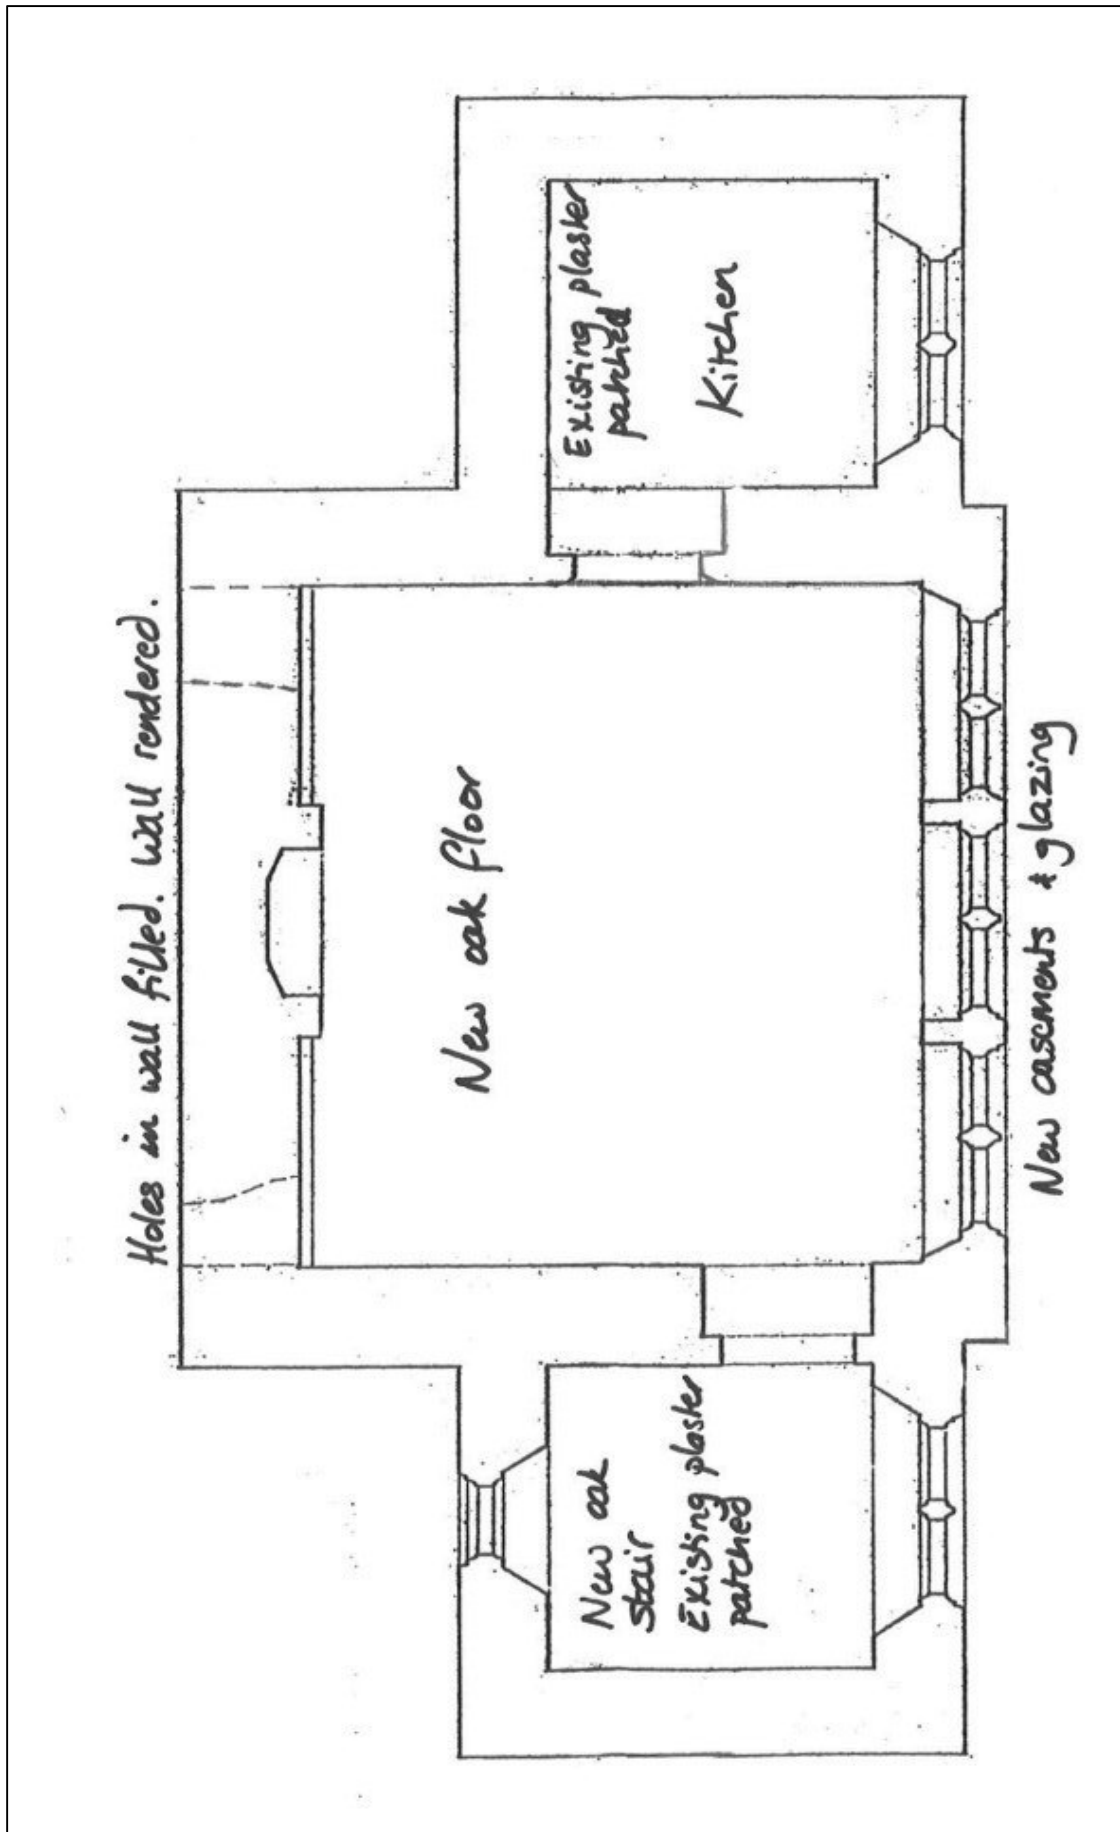 Holes in wall filled. Wall rendered.
New oak floor
Existing plaster
patched
Kitchen
New oak
stair
Existing plaster
patched
New casements & glazing